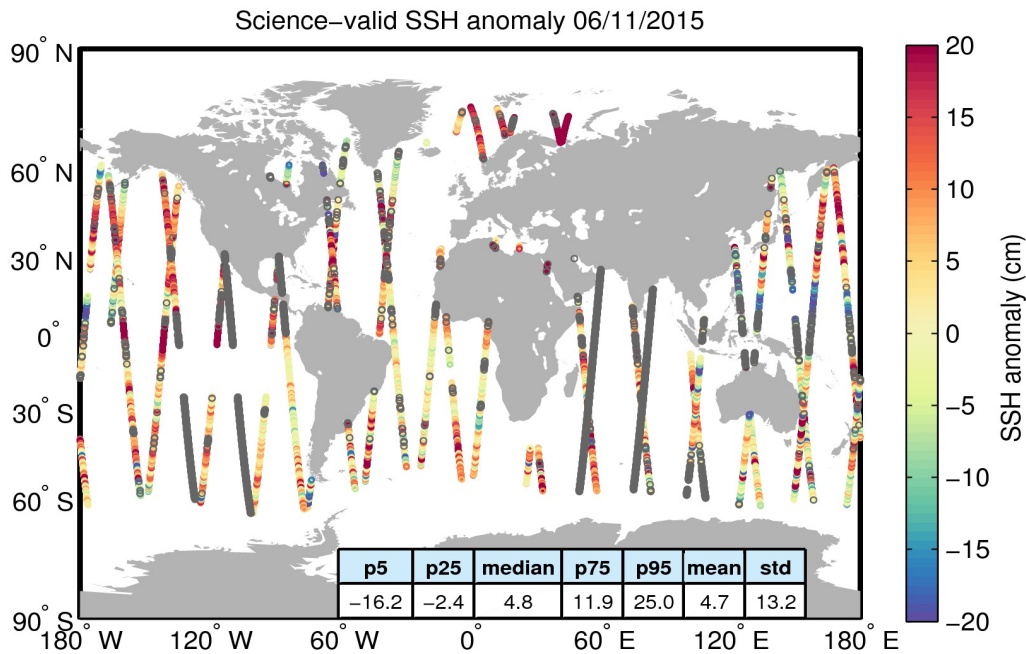 Science−valid SSH anomaly 06/11/2015
90° N
60° N
30° N
0°
30° S
60° S
90° S
180° W
120° W
60° W
0°
60° E
120° E
180° E
p5 p25 median p75 p95 mean std
−16.2 −2.4 4.8 11.9 25.0 4.7 13.2
20
15
10
5
0
−5
−10
−15
−20
SSH anomaly (cm)